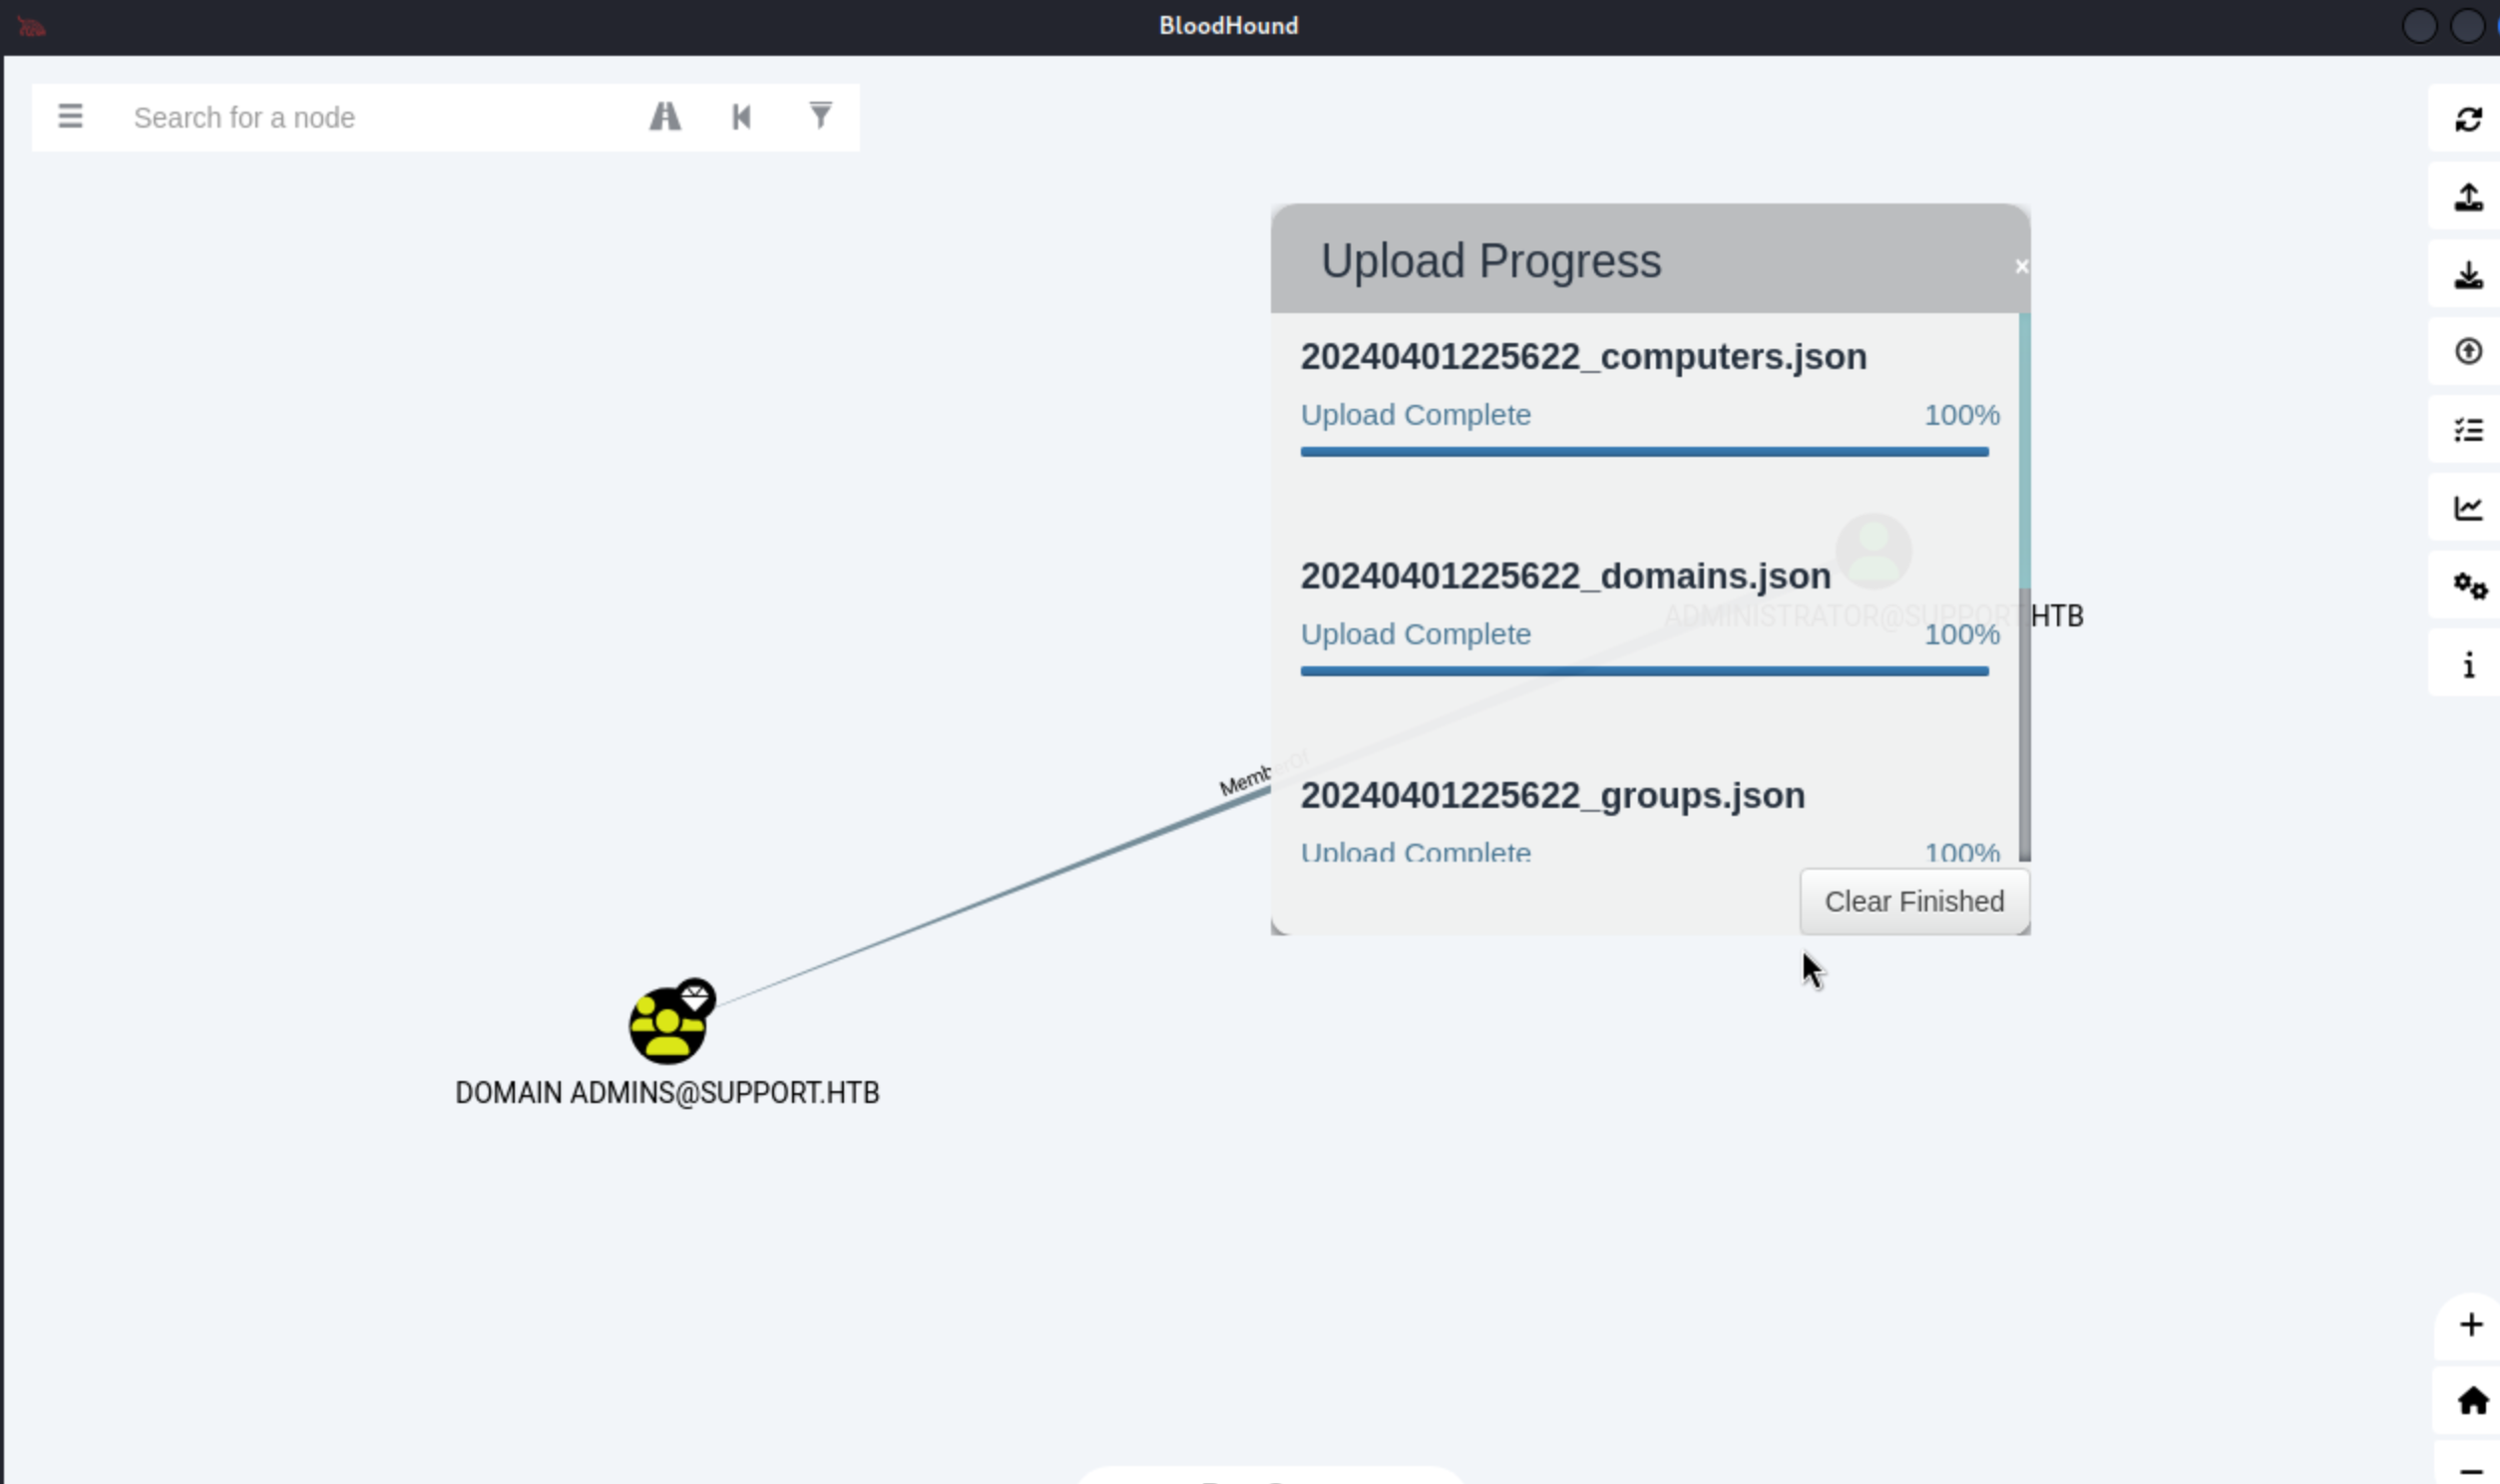 BloodHound
Search for a node
Upload Progress
×
20240401225622_computers.json
Upload Complete 100%
20240401225622_domains.json
ADMINISTRATOR@SUPPORT.HTB
Upload Complete 100%
MemberOf
20240401225622_groups.json
Upload Complete 100%
Clear Finished
DOMAIN ADMINS@SUPPORT.HTB